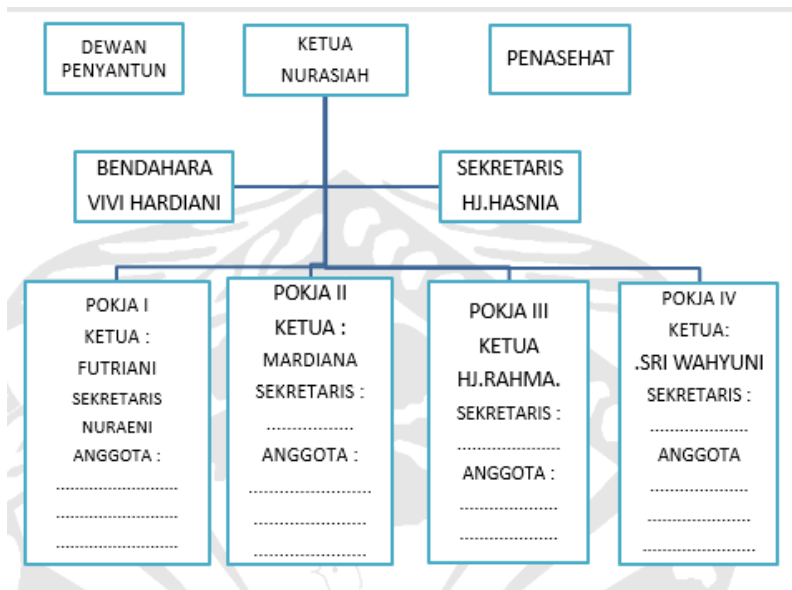 DEWAN
PENYANTUN
KETUA
NURASIAH
PENASEHAT
BENDAHARA
VIVI HARDIANI
SEKRETARIS
HJ.HASNIA
POKJA I
KETUA :
FUTRIANI
SEKRETARIS
NURAENI
ANGGOTA :
...............................
...............................
...............................
POKJA II
KETUA :
MARDIANA
SEKRETARIS :
......................
ANGGOTA :
...............................
.............................
.............................
POKJA III
KETUA
HJ.RAHMA.
SEKRETARIS :
..........................
ANGGOTA :
.........................
.........................
POKJA IV
KETUA:
.SRI WAHYUNI
SEKRETARIS :
.........................
ANGGOTA
.........................
..........................
.............................